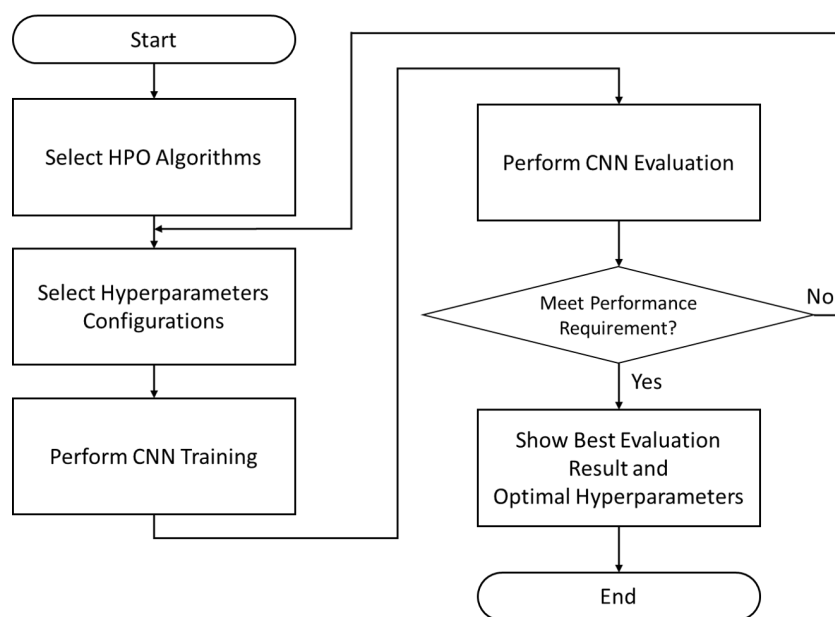 Start
Select HPO Algorithms
Select Hyperparameters
Configurations
Perform CNN Training
Perform CNN Evaluation
Meet Performance
Requirement?
No
Yes
Show Best Evaluation
Result and
Optimal Hyperparameters
End